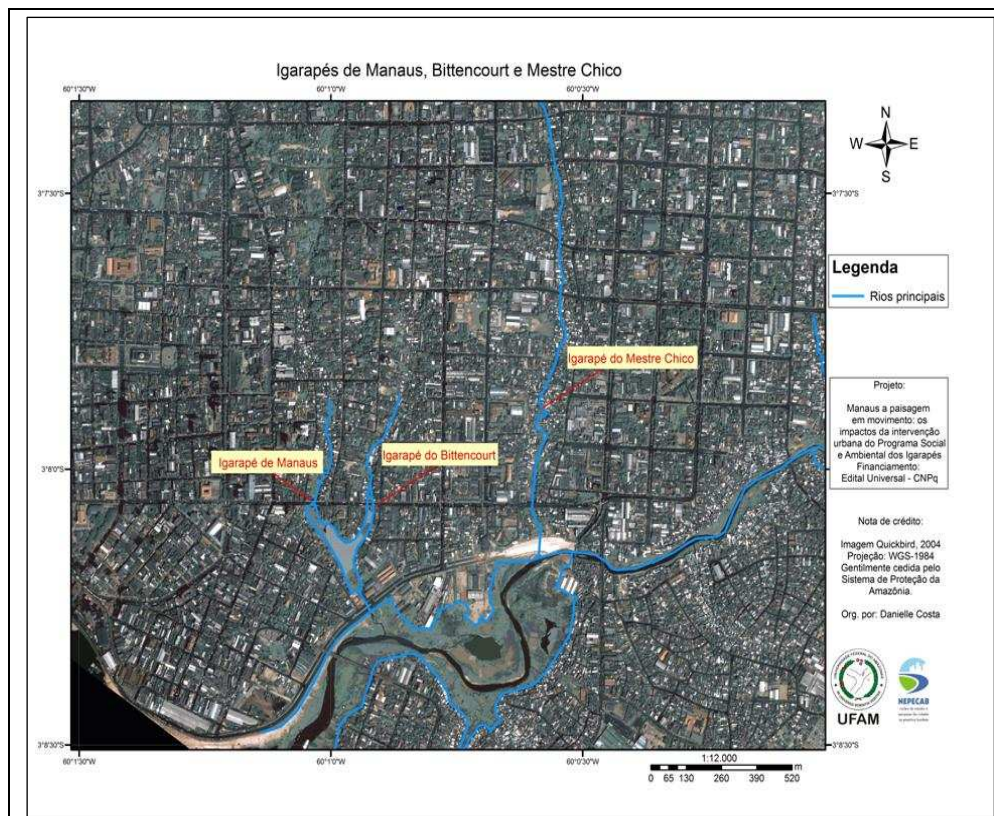 Igarapés de Manaus, Bittencourt e Mestre Chico
60°1'30"W
60°1'0"W
60°0'30"W
N
W
E
S
3°7'30"S
3°7'30"S
Legenda
Rios principais
Igarapé do Mestre Chico
Projeto:
Manaus a paisagem
em movimento: os
impactos da intervenção
urbana do Programa Social
e Ambiental dos Igarapés
Financiamento:
Edital Universal - CNPq
Igarapé de Manaus
Igarapé do Bittencourt
3°8'0"S
3°8'0"S
Nota de crédito:
Imagem Quickbird, 2004
Projeção: WGS-1984
Gentilmente cedida pelo
Sistema de Proteção da
Amazônia.
Org. por: Danielle Costa
UFAM
NEPECAB
3°8'30"S
3°8'30"S
60°1'30"W
60°1'0"W
60°0'30"W
1:12.000
0 65 130 260 390 520
m